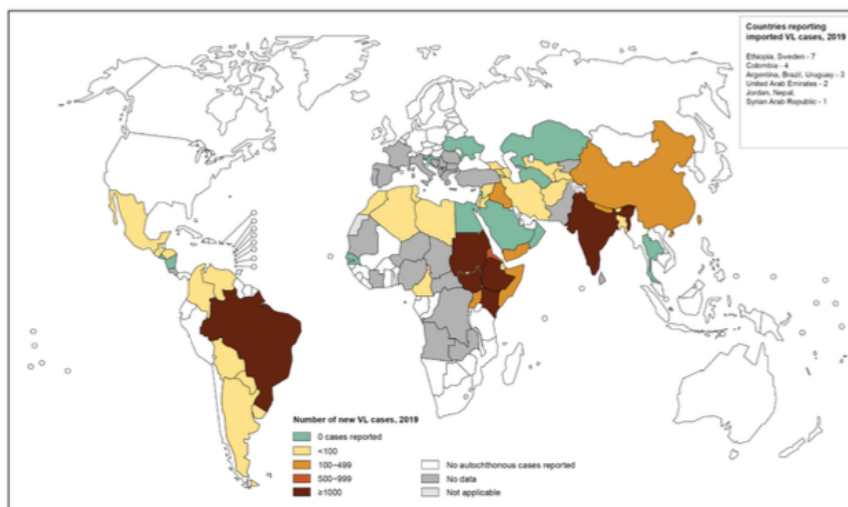 Countries reporting
imported VL cases, 2019
Ethiopia, Sweden - 7
Colombia - 4
Argentina, Brazil, Uruguay - 3
United Arab Emirates - 2
Jordan, Nepal,
Syrian Arab Republic - 1
Number of new VL cases, 2019
0 cases reported
<100
100–499
500–999
≥1000
No autochthonous cases reported
No data
Not applicable